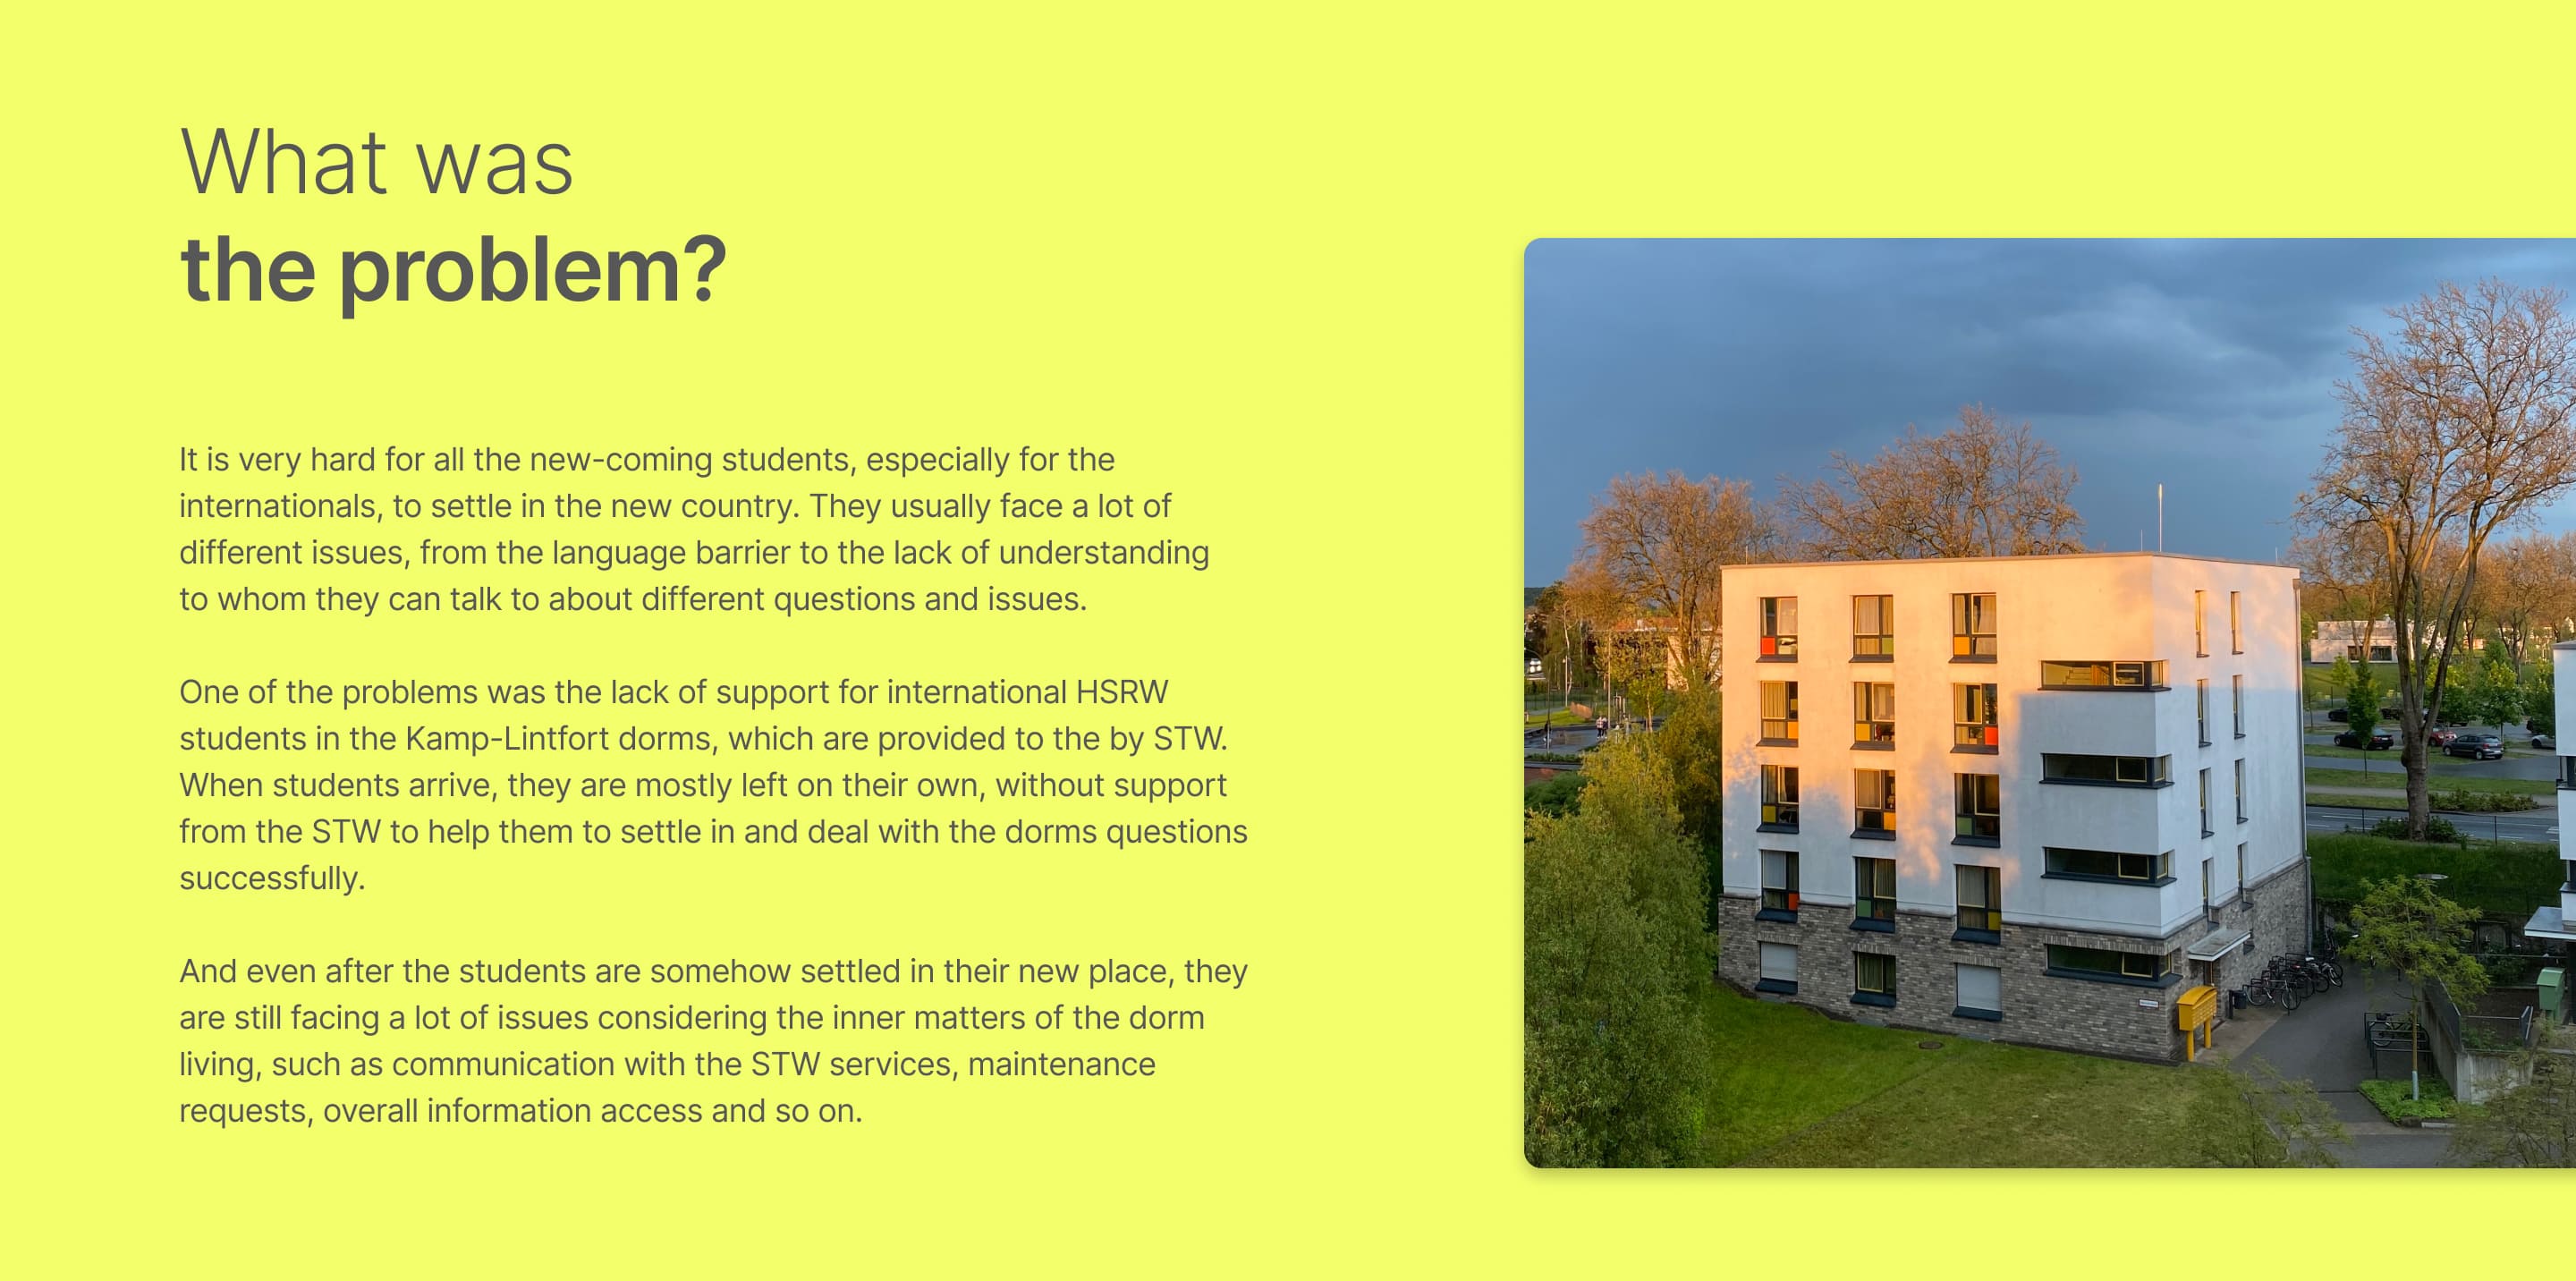 What was
the problem?
It is very hard for all the new-coming students, especially for the
internationals, to settle in the new country. They usually face a lot of
different issues, from the language barrier to the lack of understanding
to whom they can talk to about different questions and issues.
One of the problems was the lack of support for international HSRW
students in the Kamp-Lintfort dorms, which are provided to the by STW.
When students arrive, they are mostly left on their own, without support
from the STW to help them to settle in and deal with the dorms questions
successfully.
And even after the students are somehow settled in their new place, they
are still facing a lot of issues considering the inner matters of the dorm
living, such as communication with the STW services, maintenance
requests, overall information access and so on.